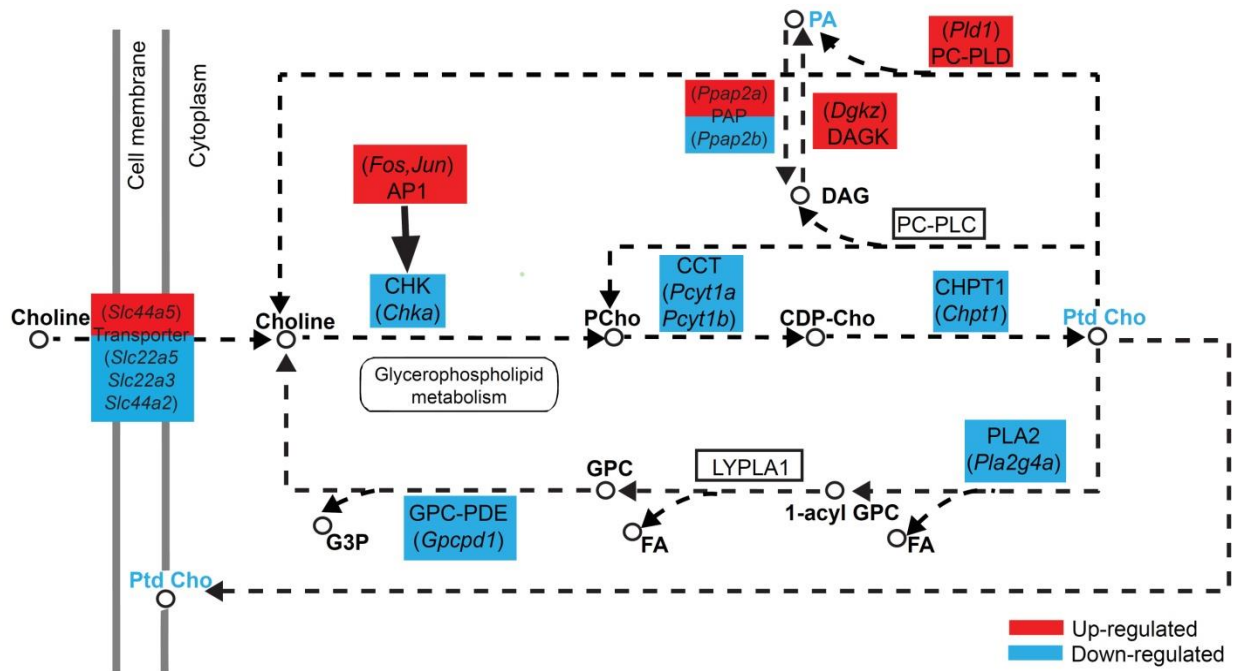 PA
(Pld1)
PC-PLD
(Ppap2a)
PAP
(Ppap2b)
(Dgkz)
DAGK
Cell membrane
Cytoplasm
(Fos,Jun)
AP1
DAG
PC-PLC
CHK
(Chka)
CCT
(Pcyt1a
Pcyt1b)
CHPT1
(Chpt1)
Choline
(Slc44a5)
Transporter
(Slc22a5
Slc22a3
Slc44a2)
Choline
PCho
CDP-Cho
Ptd Cho
Glycerophospholipid
metabolism
PLA2
(Pla2g4a)
GPC
LYPLA1
1-acyl GPC
GPC-PDE
(Gpcpd1)
G3P
FA
FA
Ptd Cho
Up-regulated
Down-regulated